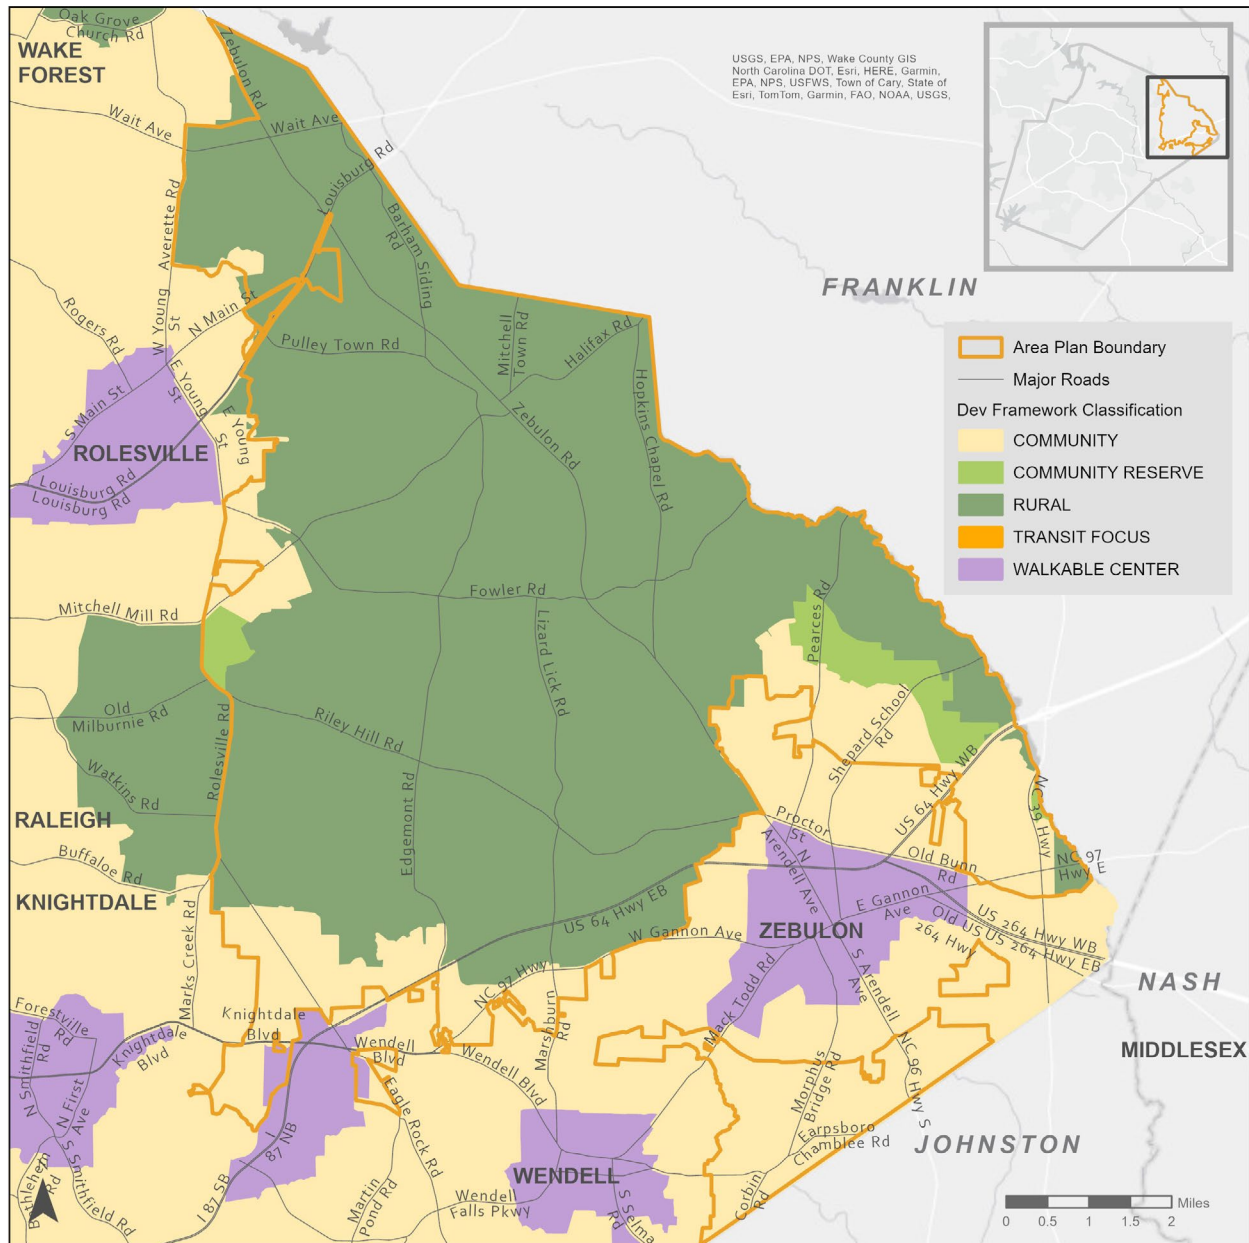 Oak Grove
Church Rd
WAKE
FOREST
Zebulon Rd
USGS, EPA, NPS, Wake County GIS
North Carolina DOT, Esri, HERE, Garmin,
EPA, NPS, USFWS, Town of Cary, State of
Esri, TomTom, Garmin, FAO, NOAA, USGS,
Wait Ave
Wait Ave
Louisburg Rd
Averette Rd
Barham Siding
Rd
FRANKLIN
W Young
St
N Main St
Rogers Rd
Pulley Town Rd
Mitchell
Town Rd
Halifax Rd
Area Plan Boundary
Major Roads
Dev Framework Classification
COMMUNITY
COMMUNITY RESERVE
RURAL
TRANSIT FOCUS
WALKABLE CENTER
E Young
St
S Main St
E Young
Hopkins Chapel Rd
Zebulon Rd
ROLESVILLE
Louisburg Rd
Louisburg Rd
Fowler Rd
Mitchell Mill Rd
Lizard Lick Rd
Pearces Rd
Old
Milburnie Rd
Rolesville Rd
Riley Hill Rd
Shepard School
Rd
Watkins Rd
US 64 Hwy WB
NC 39 Hwy
RALEIGH
Edgemont Rd
Proctor
St
N
Arendell Ave
Old Bunn
Rd
NC 97
Hwy E
Buffaloe Rd
KNIGHTDALE
US 64 Hwy EB
E Gannon
Ave
ZEBULON
W Gannon Ave
US 264 Hwy WB
Old US
264 Hwy
US 264 Hwy EB
Marks Creek Rd
NC 97 Hwy
Mack Todd Rd
S Arendell
Ave
NASH
Forestville
Rd
Knightdale
Blvd
Knightdale
Blvd
Wendell
Blvd
Wendell Blvd
Marshburn
Rd
MIDDLESEX
N Smithfield
Rd
N First
Ave
Morphus
Bridge Rd
NC 96 Hwy S
I
87 NB
Eagle Rock Rd
Earpsboro
Chamblee Rd
JOHNSTON
S Smithfield Rd
Bethlehem
Rd
I 87 SB
Martin
Pond Rd
WENDELL
Wendell
Falls Pkwy
S Selma
Rd
Corbin
Rd
Miles
0 0.5 1 1.5 2